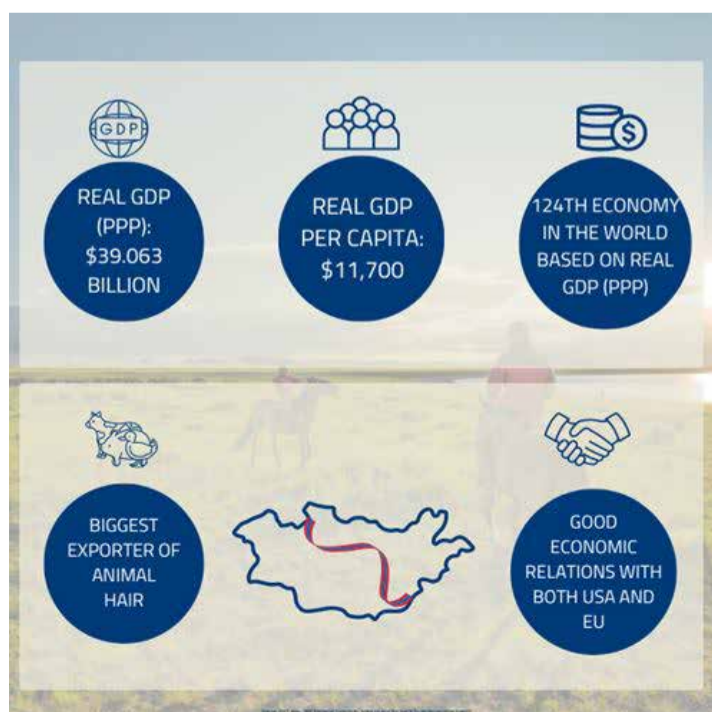 GDP
REAL GDP
(PPP):
$39.063
BILLION
REAL GDP
PER CAPITA:
$11,700
$
124TH ECONOMY
IN THE WORLD
BASED ON REAL
GDP (PPP)
BIGGEST
EXPORTER OF
ANIMAL
HAIR
GOOD
ECONOMIC
RELATIONS WITH
BOTH USA AND
EU